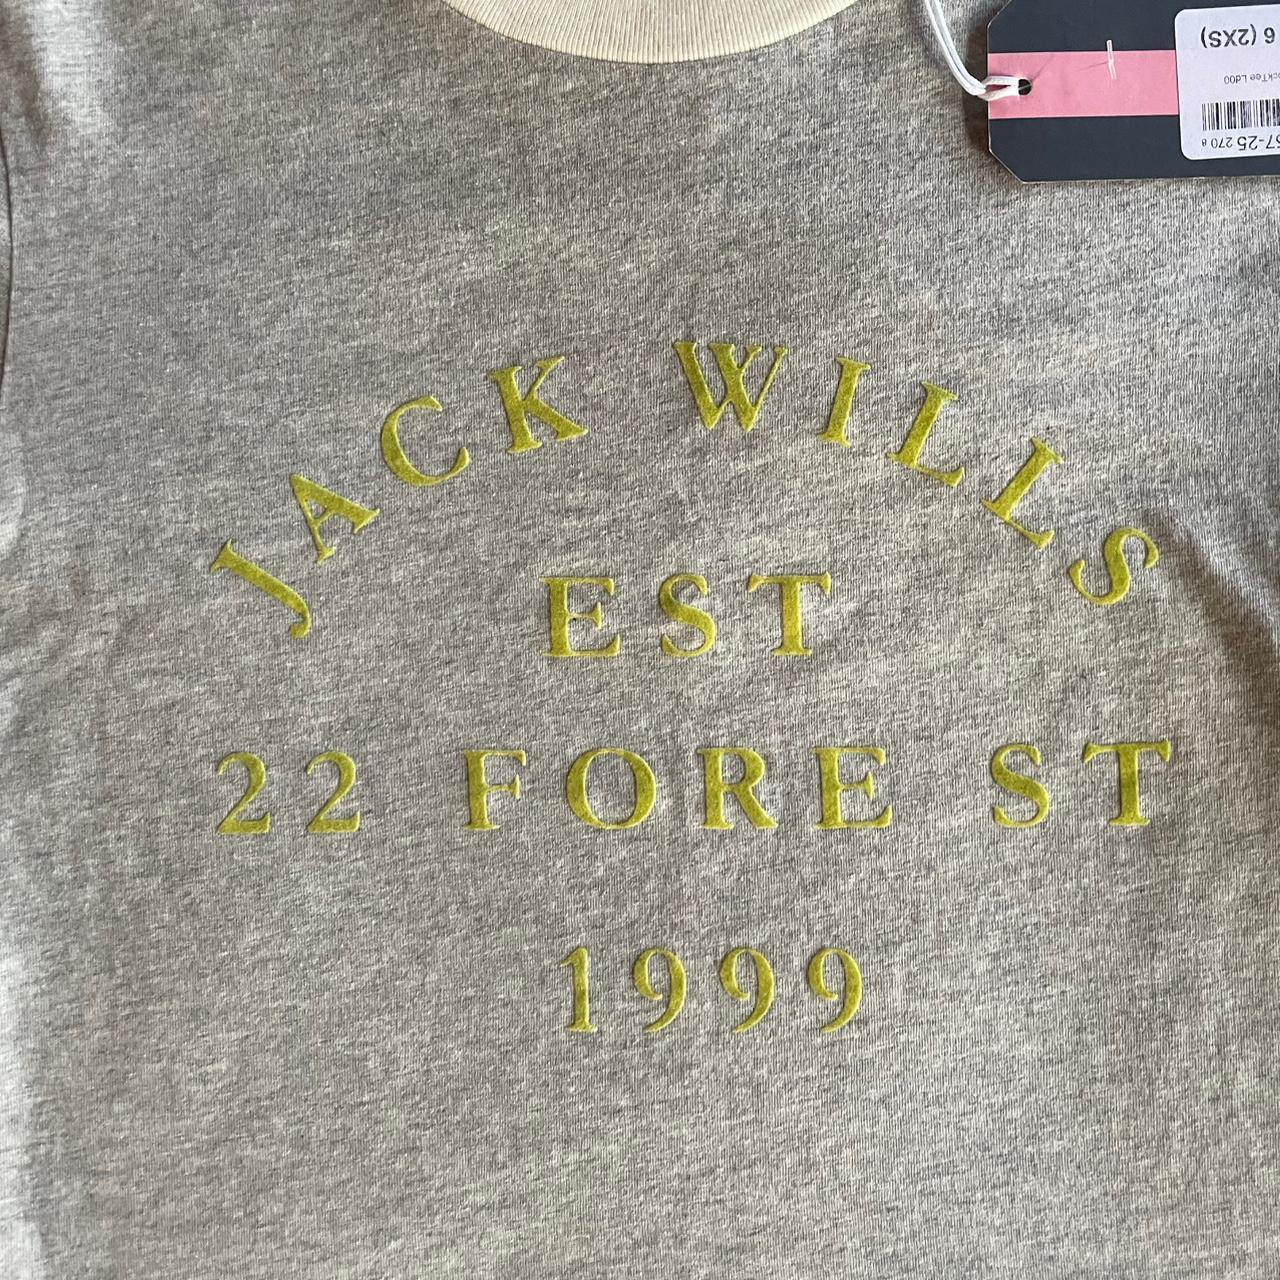 JACK WILLS
EST
22 FORE ST
1999
6 (2XS)